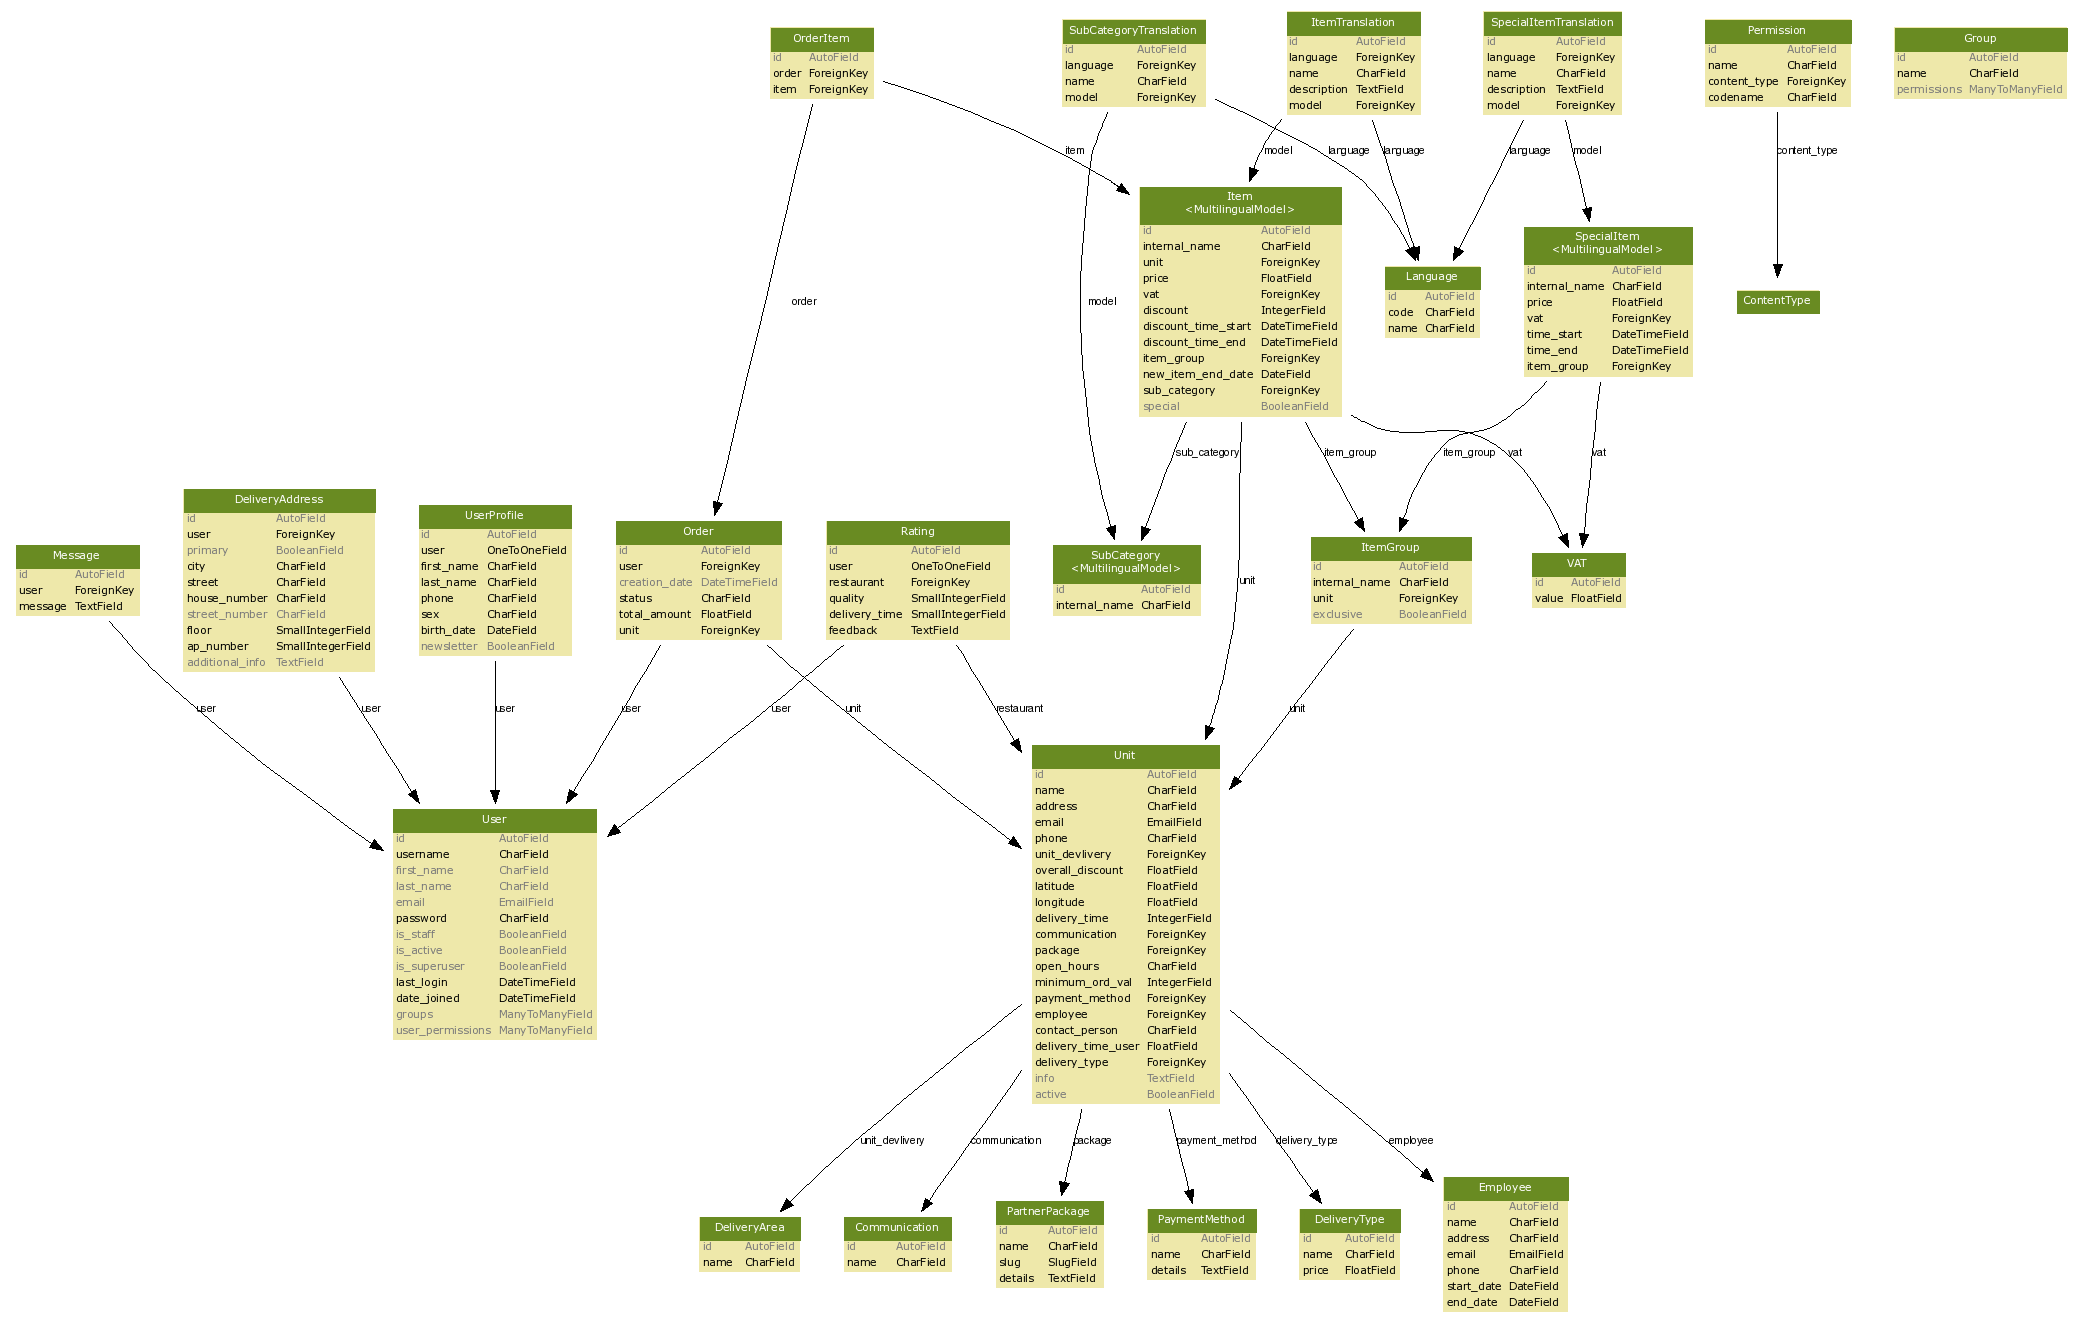 OrderItem
id AutoField
order ForeignKey
item ForeignKey
SubCategoryTranslation
id AutoField
language ForeignKey
name CharField
model ForeignKey
ItemTranslation
id AutoField
language ForeignKey
name CharField
description TextField
model ForeignKey
SpecialItemTranslation
id AutoField
language ForeignKey
name CharField
description TextField
model ForeignKey
Permission
id AutoField
name CharField
content_type ForeignKey
codename CharField
Group
id AutoField
name CharField
permissions ManyToManyField
item
model
language
language
language
model
content_type
order
model
Item
<MultilingualModel>
id AutoField
internal_name CharField
unit ForeignKey
price FloatField
vat ForeignKey
discount IntegerField
discount_time_start DateTimeField
discount_time_end DateTimeField
item_group ForeignKey
new_item_end_date DateField
sub_category ForeignKey
special BooleanField
Language
id AutoField
code CharField
name CharField
SpecialItem
<MultilingualModel>
id AutoField
internal_name CharField
price FloatField
vat ForeignKey
time_start DateTimeField
time_end DateTimeField
item_group ForeignKey
ContentType
sub_category
item_group
item_group
vat
vat
unit
Message
id AutoField
user ForeignKey
message TextField
DeliveryAddress
id AutoField
user ForeignKey
primary BooleanField
city CharField
street CharField
house_number CharField
street_number CharField
floor SmallIntegerField
ap_number SmallIntegerField
additional_info TextField
UserProfile
id AutoField
user OneToOneField
first_name CharField
last_name CharField
phone CharField
sex CharField
birth_date DateField
newsletter BooleanField
Order
id AutoField
user ForeignKey
creation_date DateTimeField
status CharField
total_amount FloatField
unit ForeignKey
Rating
id AutoField
user OneToOneField
restaurant ForeignKey
quality SmallIntegerField
delivery_time SmallIntegerField
feedback TextField
SubCategory
<MultilingualModel>
id AutoField
internal_name CharField
ItemGroup
id AutoField
internal_name CharField
unit ForeignKey
exclusive BooleanField
VAT
id AutoField
value FloatField
user
user
user
user
user
unit
restaurant
unit
User
id AutoField
username CharField
first_name CharField
last_name CharField
email EmailField
password CharField
is_staff BooleanField
is_active BooleanField
is_superuser BooleanField
last_login DateTimeField
date_joined DateTimeField
groups ManyToManyField
user_permissions ManyToManyField
Unit
id AutoField
name CharField
address CharField
email EmailField
phone CharField
unit_devlivery ForeignKey
overall_discount FloatField
latitude FloatField
longitude FloatField
delivery_time IntegerField
communication ForeignKey
package ForeignKey
open_hours CharField
minimum_ord_val IntegerField
payment_method ForeignKey
employee ForeignKey
contact_person CharField
delivery_time_user FloatField
delivery_type ForeignKey
info TextField
active BooleanField
unit_devlivery
communication
package
payment_method
delivery_type
employee
DeliveryArea
id AutoField
name CharField
Communication
id AutoField
name CharField
PartnerPackage
id AutoField
name CharField
slug SlugField
details TextField
PaymentMethod
id AutoField
name CharField
details TextField
DeliveryType
id AutoField
name CharField
price FloatField
Employee
id AutoField
name CharField
address CharField
email EmailField
phone CharField
start_date DateField
end_date DateField